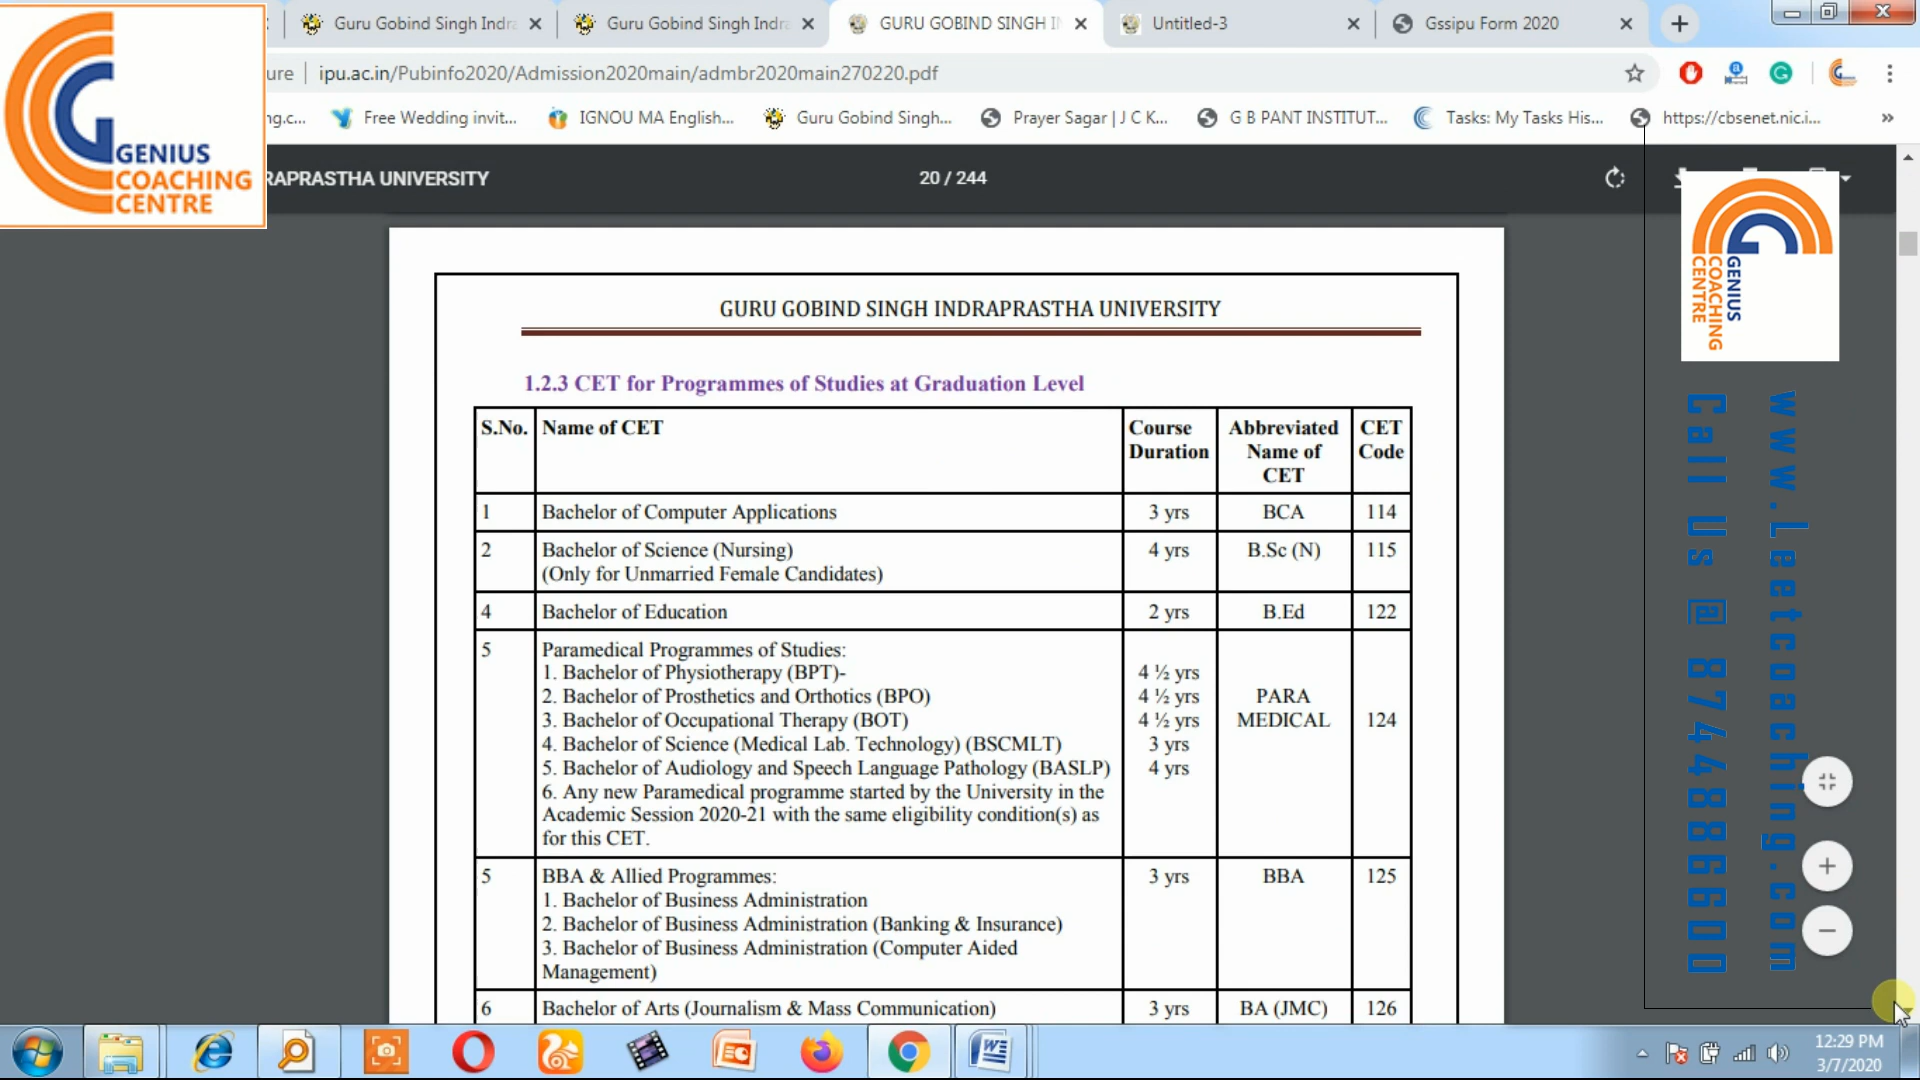 Guru Gobind Singh Indra
Guru Gobind Singh Indra
GURU GOBIND SINGH I
Untitled-3
Gssipu Form 2020
GENIUS
COACHING
CENTRE
ure
ipu.ac.in/Pubinfo2020/Admission2020main/admbr2020main270220.pdf
ng.c...
Free Wedding invit...
IGNOU MA English...
Guru Gobind Singh...
Prayer Sagar | J C K...
G B PANT INSTITUT...
Tasks: My Tasks His...
https://cbsenet.nic.i...
RAPRASTHA UNIVERSITY
20 / 244
GURU GOBIND SINGH INDRAPRASTHA UNIVERSITY
1.2.3 CET for Programmes of Studies at Graduation Level
S.No. Name of CET Course Duration Abbreviated Name of CET CET Code
1 Bachelor of Computer Applications 3 yrs BCA 114
2 Bachelor of Science (Nursing) 4 yrs B.Sc (N) 115
(Only for Unmarried Female Candidates)
4 Bachelor of Education 2 yrs B.Ed 122
5 Paramedical Programmes of Studies:
1. Bachelor of Physiotherapy (BPT)- 4 ½ yrs
2. Bachelor of Prosthetics and Orthotics (BPO) 4 ½ yrs PARA
3. Bachelor of Occupational Therapy (BOT) 4 ½ yrs MEDICAL 124
4. Bachelor of Science (Medical Lab. Technology) (BSCMLT) 3 yrs
5. Bachelor of Audiology and Speech Language Pathology (BASLP) 4 yrs
6. Any new Paramedical programme started by the University in the
Academic Session 2020-21 with the same eligibility condition(s) as
for this CET.
5 BBA & Allied Programmes: 3 yrs BBA 125
1. Bachelor of Business Administration
2. Bachelor of Business Administration (Banking & Insurance)
3. Bachelor of Business Administration (Computer Aided
Management)
6 Bachelor of Arts (Journalism & Mass Communication) 3 yrs BA (JMC) 126
GENIUS
COACHING
CENTRE
www.Leetcoaching.com
Call Us @ 8744886600
12:29 PM
3/7/2020